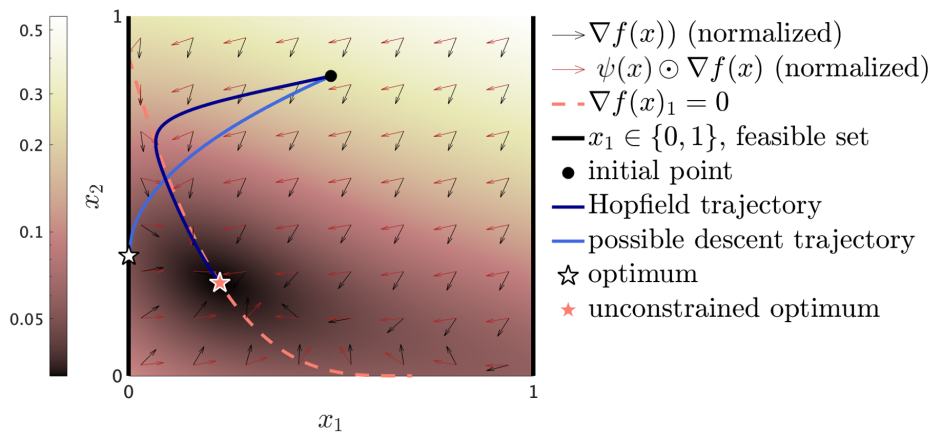 0.5
0.3
0.2
0.1
0.05
1
x₂
0
0
1
x₁
∇f(x)) (normalized)
ψ(x) ⊙ ∇f(x) (normalized)
∇f(x)₁ = 0
x₁ ∈ {0, 1}, feasible set
initial point
Hopfield trajectory
possible descent trajectory
optimum
unconstrained optimum